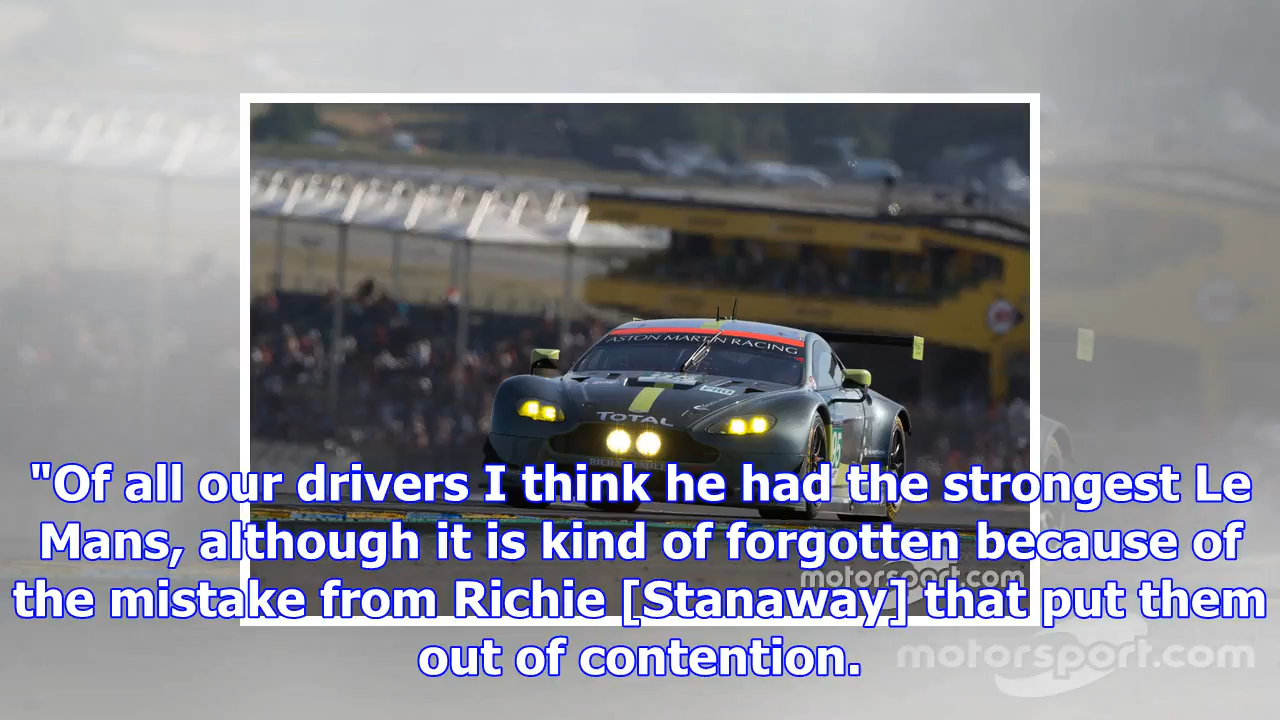 ASTON MARTIN RACING
PRO
TOTAL
95
motorsport.com
"Of all our drivers I think he had the strongest Le
Mans, although it is kind of forgotten because of
the mistake from Richie [Stanaway] that put them
out of contention.
motorsport.com